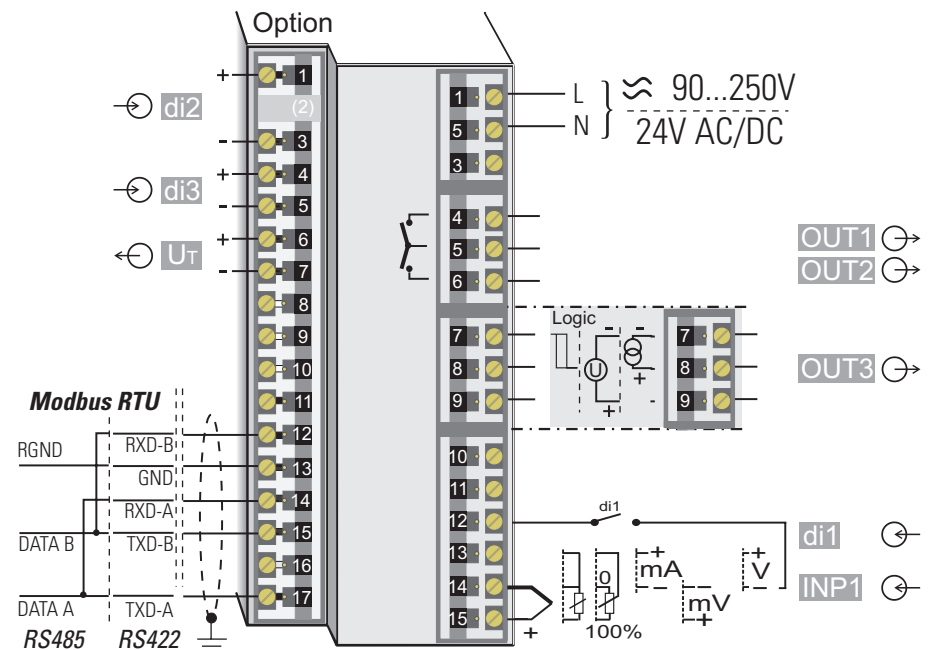 Option
+ 1
di2 (2)
- 3
+ 4
di3
- 5
+ 6
UT
- 7
8
9
10
11
12
13
14
15
16
17
Modbus RTU
RGND RXD-B
GND
RXD-A
DATA B TXD-B
DATA A TXD-A
RS485 RS422
1 L
5 N
3
≈ 90...250V
24V AC/DC
4
5
6
7
8
9
10
11
12
13
14
15
+
Logic
- -
U
+ + -
7
8
9
OUT1
OUT2
OUT3
di1
di1
INP1
0
100%
+
mA
-
-
mV
+
+
V
-